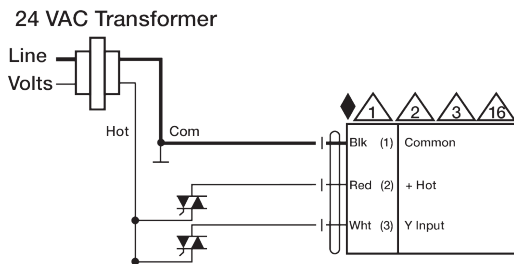 24 VAC Transformer
Line
Volts
Hot
Com
1 2 3 16
Blk (1) Common
Red (2) + Hot
Wht (3) Y Input